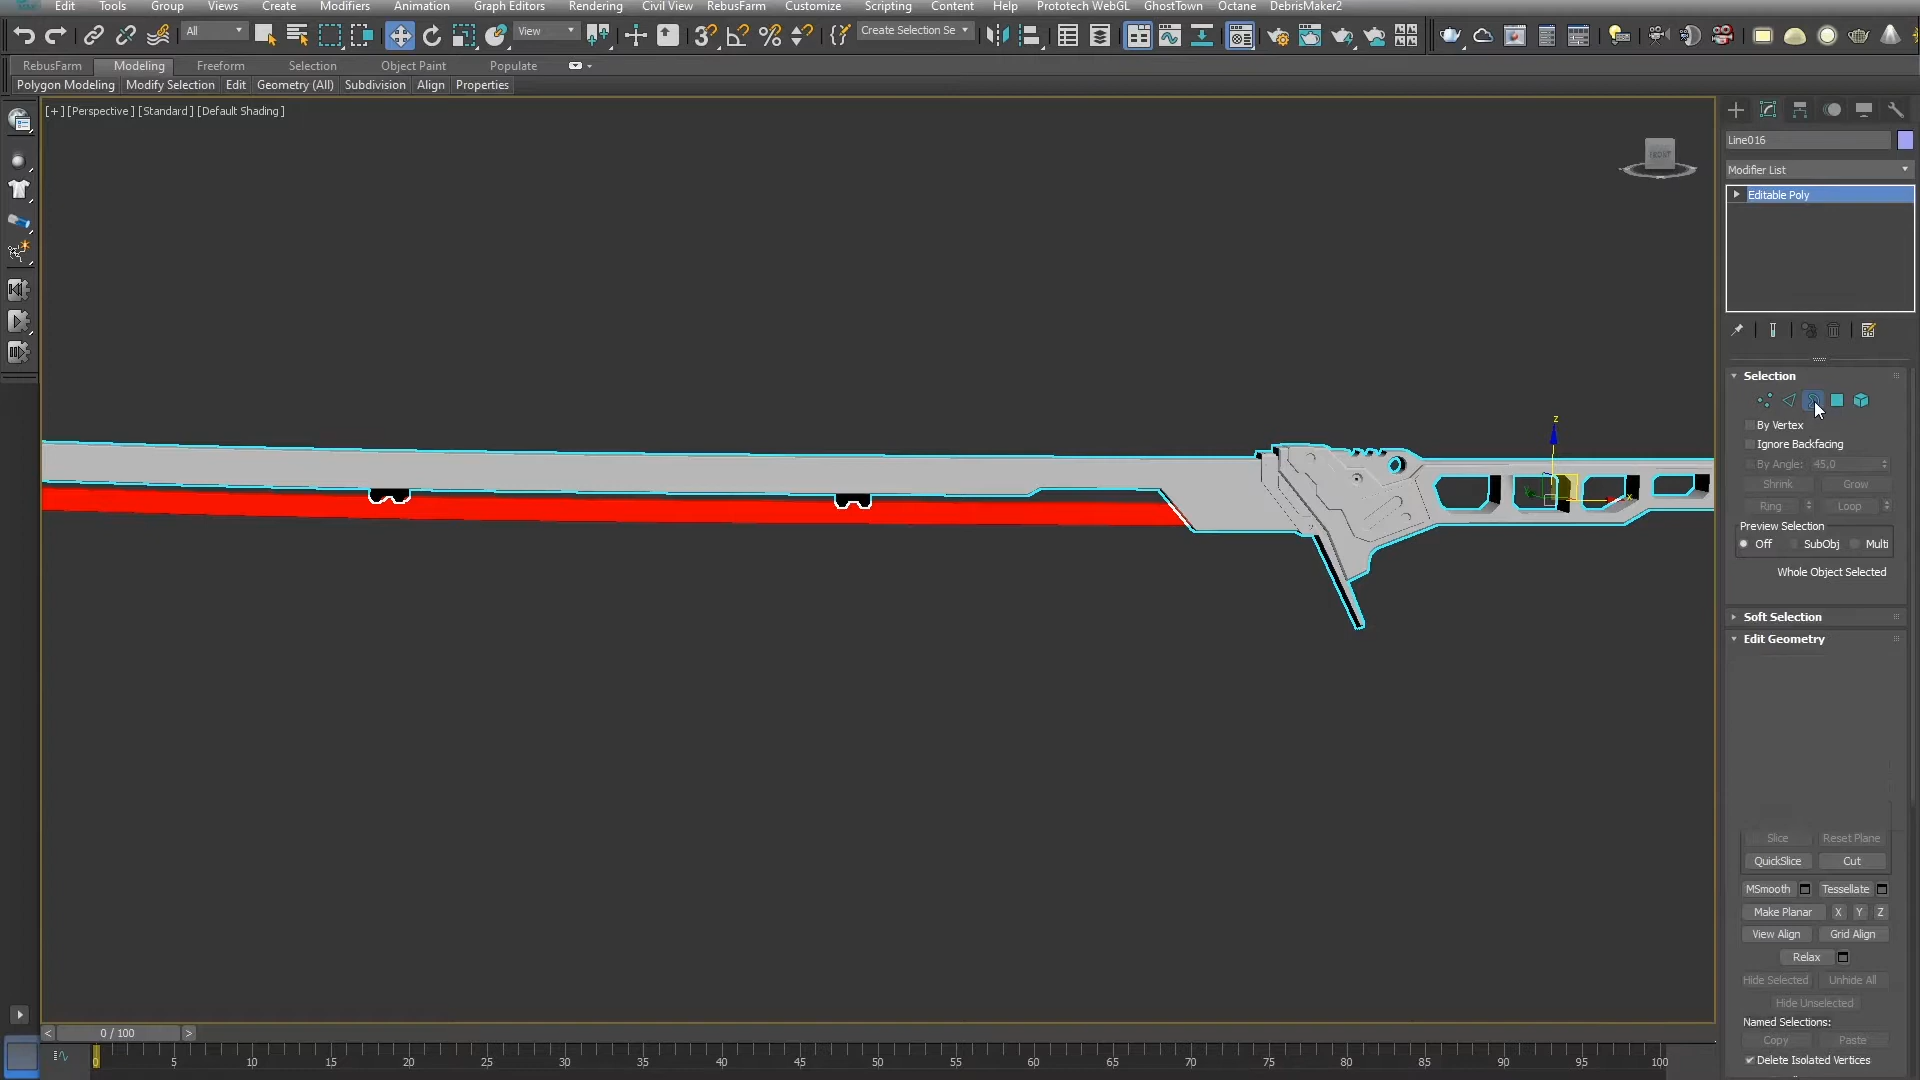 Edit Tools Group Views Create Modifiers Animation Graph Editors Rendering Civil View RebusFarm Customize Scripting Content Help Prototech WebGL GhostTown Octane DebrisMaker2
All View Create Selection Se
RebusFarm Modeling Freeform Selection Object Paint Populate
Polygon Modeling Modify Selection Edit Geometry (All) Subdivision Align Properties
[+] [Perspective ] [Standard ] [Default Shading ]
FRONT
Line016
Modifier List
Editable Poly
Selection
By Vertex
Ignore Backfacing
By Angle: 45,0
Shrink Grow
Ring Loop
Preview Selection
Off SubObj Multi
Whole Object Selected
Soft Selection
Edit Geometry
Slice Reset Plane
QuickSlice Cut
MSmooth Tessellate
Make Planar X Y Z
View Align Grid Align
Relax
Hide Selected Unhide All
Hide Unselected
Named Selections:
Copy Paste
Delete Isolated Vertices
z
x
< 0 / 100 >
5 10 15 20 25 30 35 40 45 50 55 60 65 70 75 80 85 90 95 100